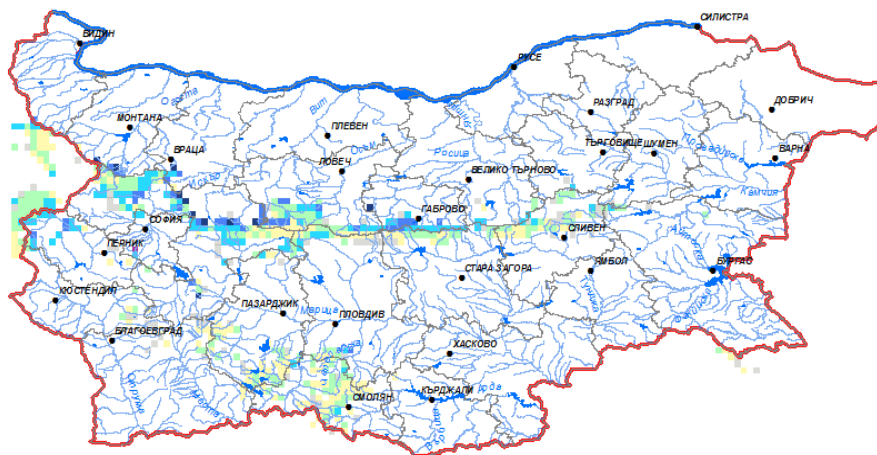 СИЛИСТРА
ВИДИН
РУСЕ
ДОБРИЧ
РАЗГРАД
МОНТАНА
ПЛЕВЕН
Вит
Осъм
ВРАЦА
ЛОВЕЧ
Росица
ТЪРГОВИЩЕ
ШУМЕН
ВАРНА
ВЕЛИКО ТЪРНОВО
Камчия
ГАБРОВО
СОФИЯ
СЛИВЕН
ПЕРНИК
СТАРА ЗАГОРА
ЯМБОЛ
БУРГАС
КЮСТЕНДИЛ
ПАЗАРДЖИК
Марица
ПЛОВДИВ
БЛАГОЕВГРАД
ХАСКОВО
КЪРДЖАЛИ
СМОЛЯН